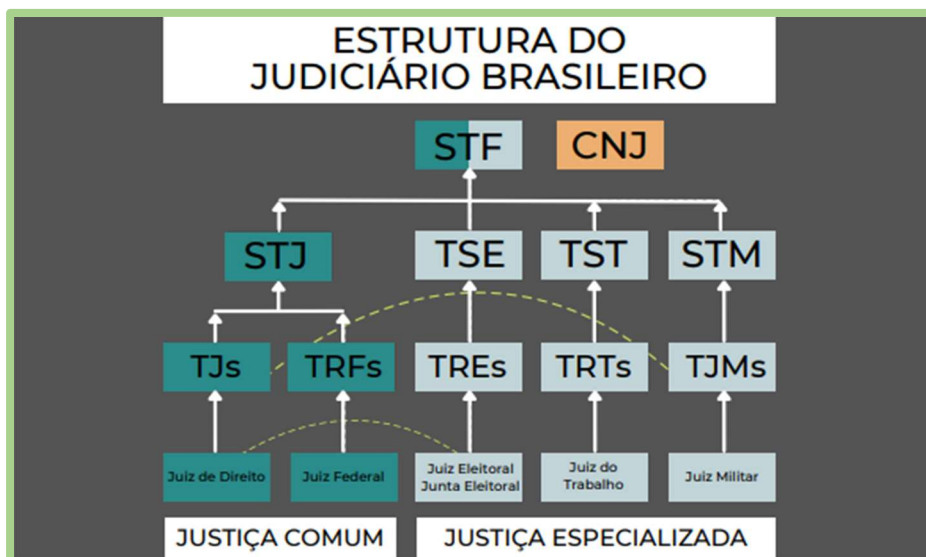 ESTRUTURA DO
JUDICIÁRIO BRASILEIRO
STF
CNJ
STJ
TSE
TST
STM
TJs
TRFs
TREs
TRTs
TJMs
Juiz de Direito
Juiz Federal
Juiz Eleitoral
Junta Eleitoral
Juiz do
Trabalho
Juiz Militar
JUSTIÇA COMUM
JUSTIÇA ESPECIALIZADA